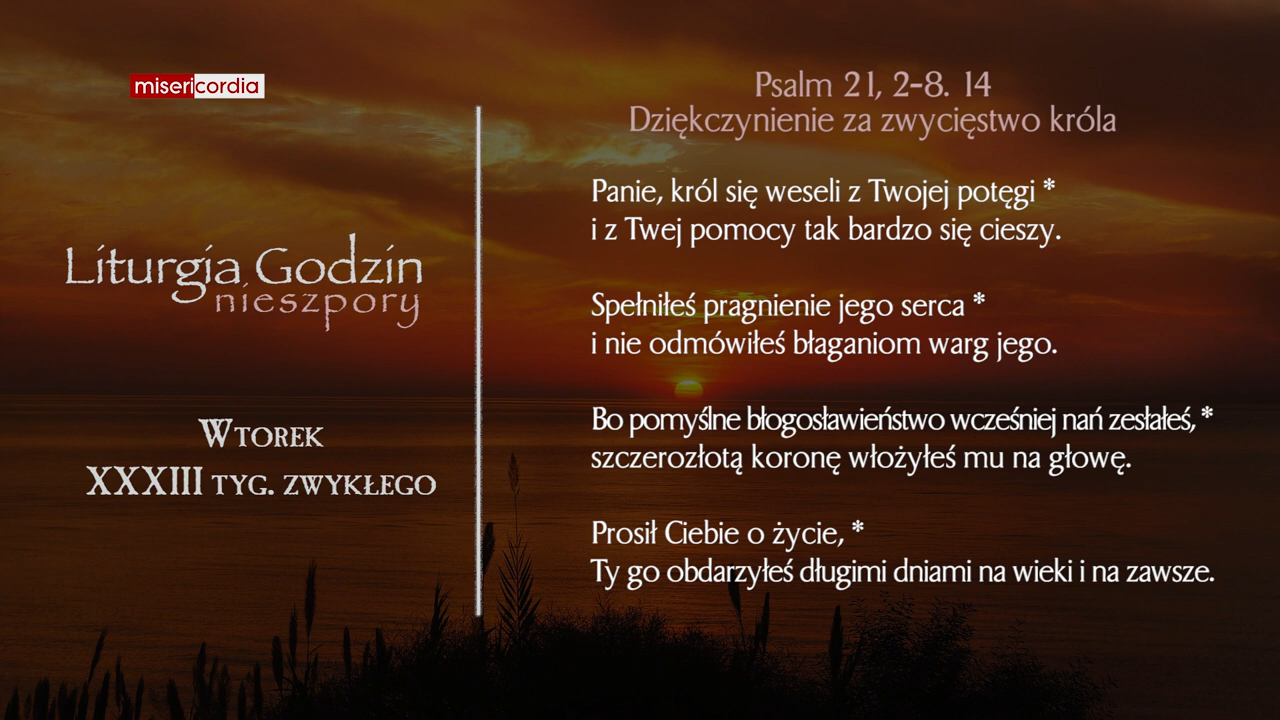 misericordia
Liturgia Godzin
nieszpory
Wtorek
XXXIII tyg. zwykłego
Psalm 21, 2-8. 14
Dziękczynienie za zwycięstwo króla
Panie, król się weseli z Twojej potęgi *
i z Twej pomocy tak bardzo się cieszy.
Spełniłeś pragnienie jego serca *
i nie odmówiłeś błaganiom warg jego.
Bo pomyślne błogosławieństwo wcześniej nań zesłałeś, *
szczerozłotą koronę włożyłeś mu na głowę.
Prosił Ciebie o życie, *
Ty go obdarzyłeś długimi dniami na wieki i na zawsze.